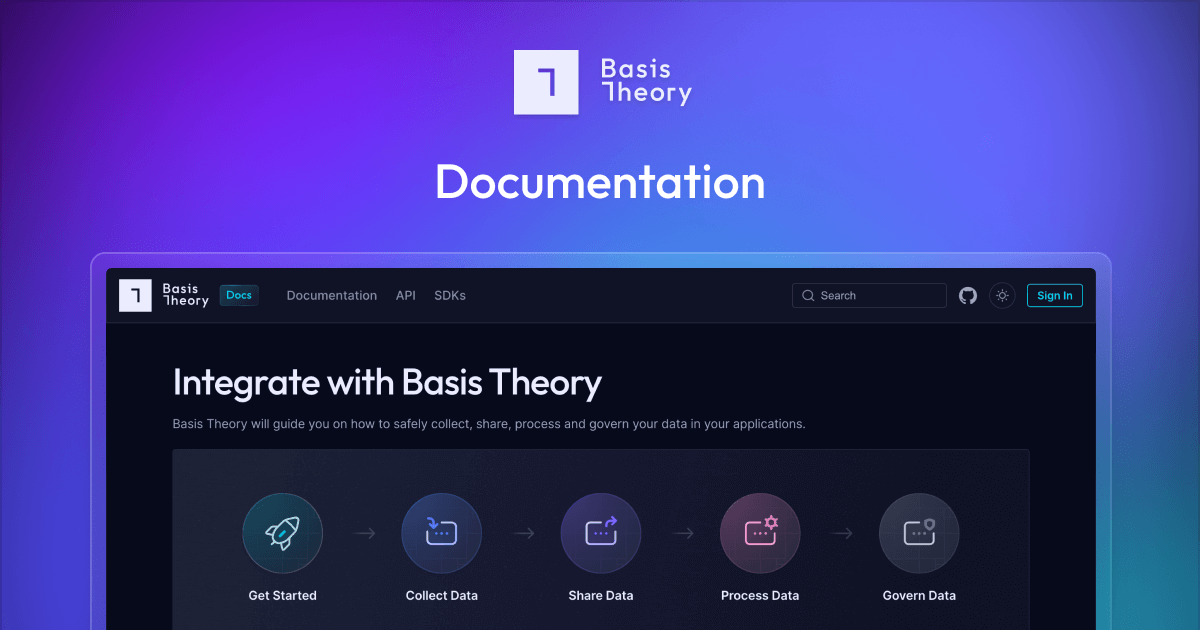 Basis
Theory
Documentation
Basis
Theory
Docs
Documentation API SDKs
Search
Sign In
Integrate with Basis Theory
Basis Theory will guide you on how to safely collect, share, process and govern your data in your applications.
Get Started
Collect Data
Share Data
Process Data
Govern Data